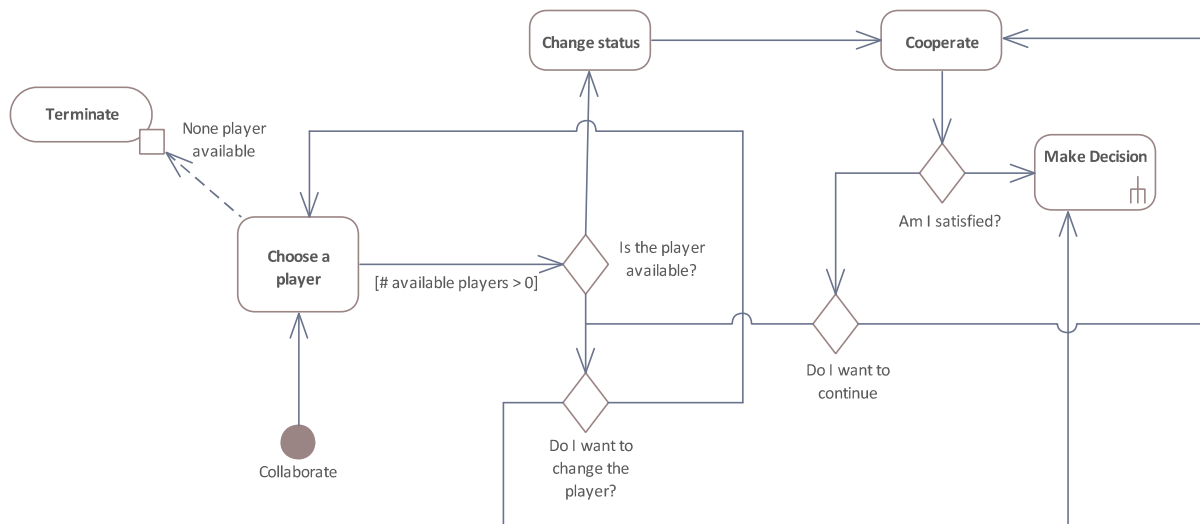 Change status
Cooperate
Terminate
None player
available
Make Decision
Am I satisfied?
Choose a
player
[# available players > 0]
Is the player
available?
Do I want to
continue
Do I want to
change the
player?
Collaborate